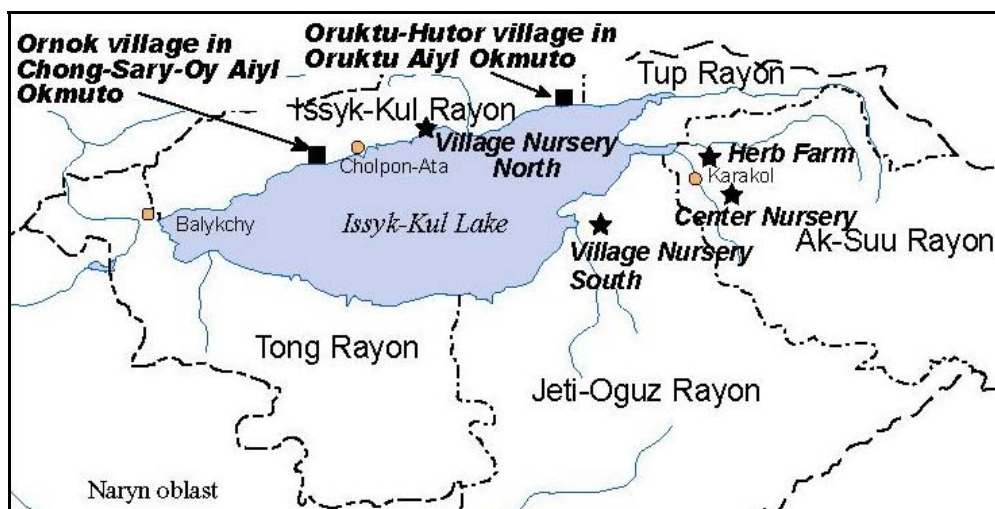 Ornok village in
Chong-Sary-Oy Aiyl
Okmuto
Oruktu-Hutor village in
Oruktu Aiyl Okmuto
Tup Rayon
Issyk-Kul Rayon
Village Nursery
North
Cholpon-Ata
Herb Farm
Karakol
Center Nursery
Ak-Suu Rayon
Balykchy
Issyk-Kul Lake
Village Nursery
South
Tong Rayon
Jeti-Oguz Rayon
Naryn oblast